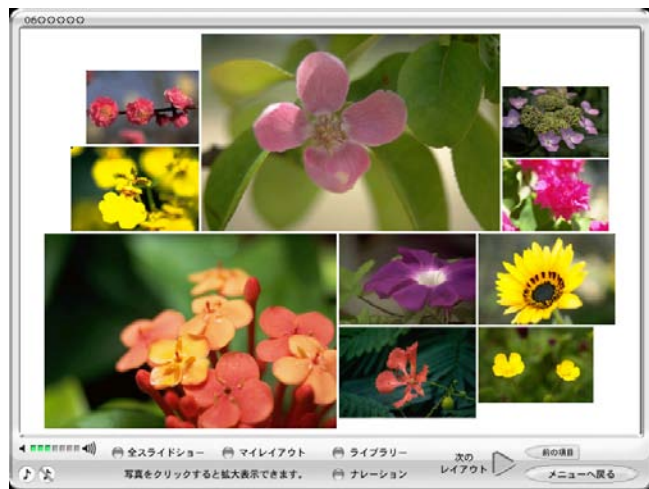 06○○○○○
全スライドショー
マイレイアウト
ライブラリー
次の
レイアウト
前の項目
写真をクリックすると拡大表示できます。
ナレーション
メニューへ戻る